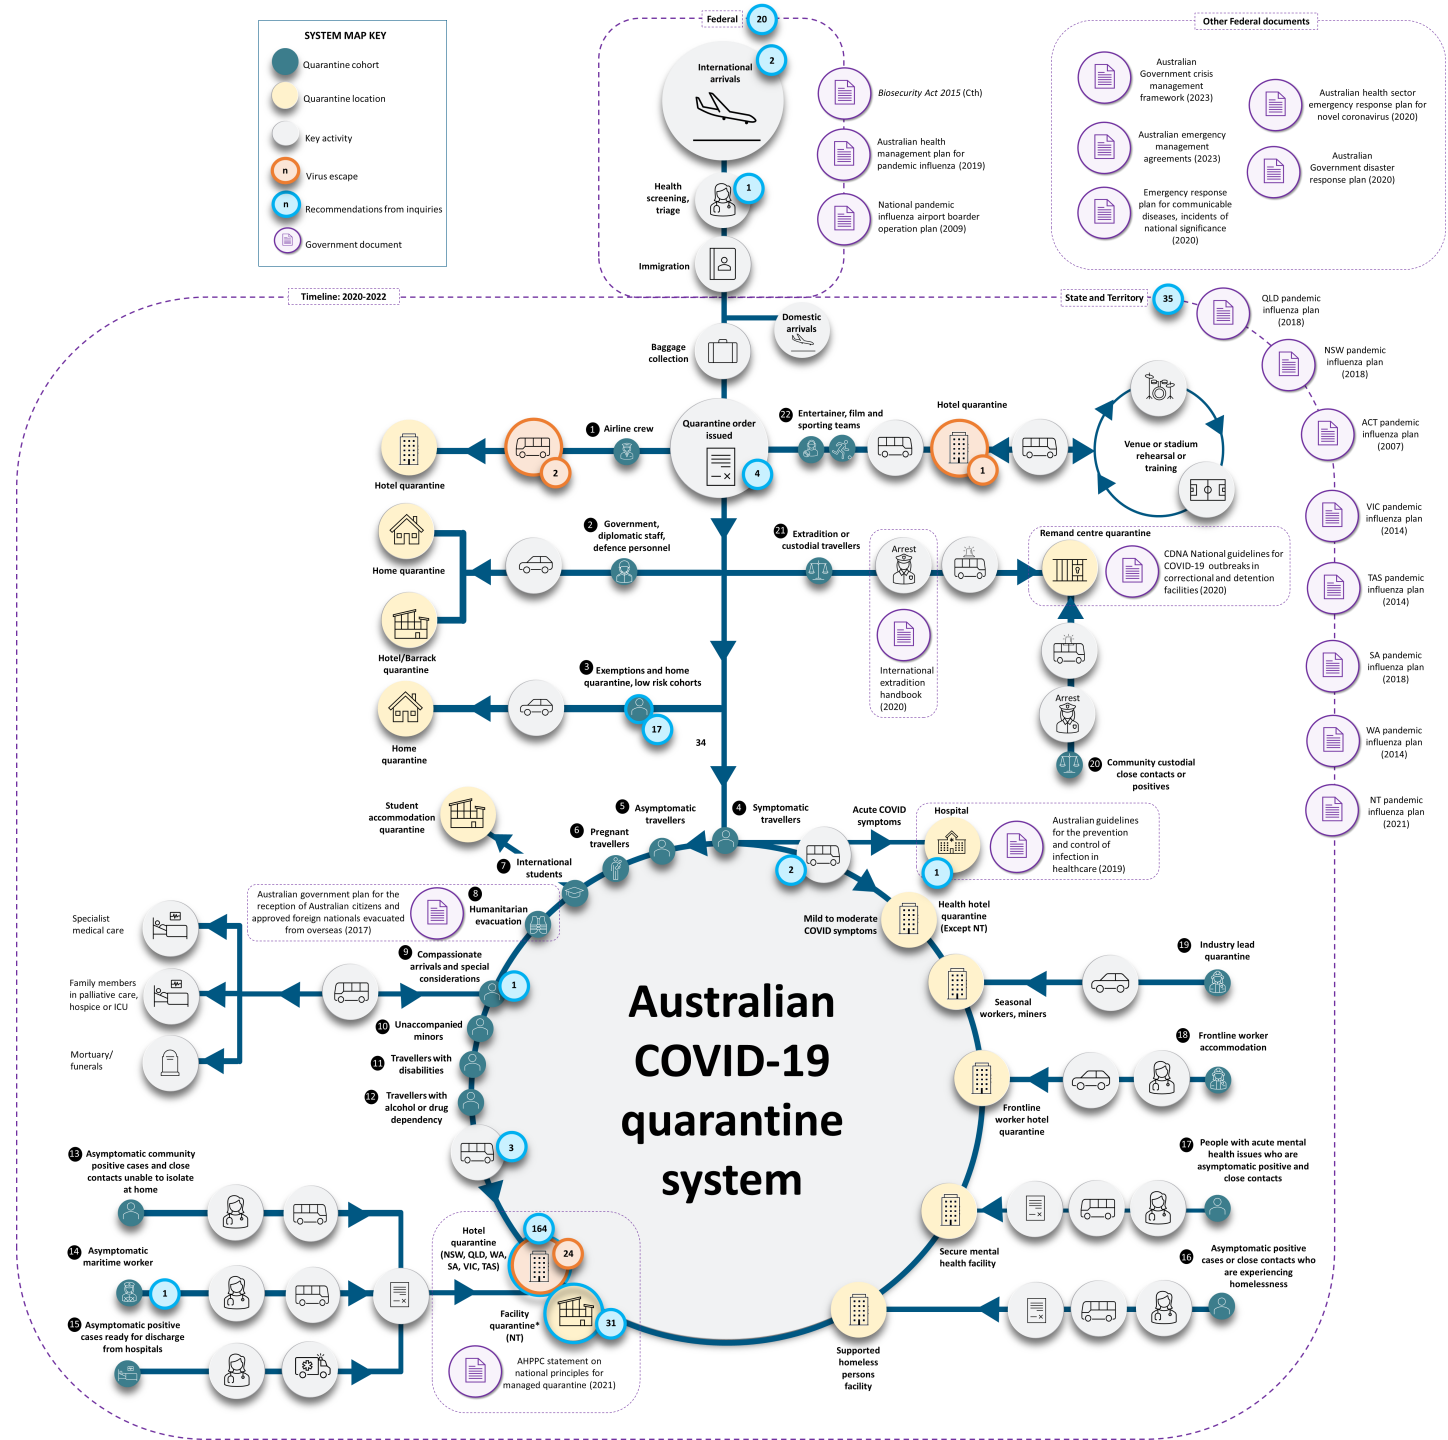 SYSTEM MAP KEY
Quarantine cohort
Quarantine location
Key activity
n
Virus escape
n
Recommendations from inquiries
Government document
Federal
20
International
arrivals
2
Health
screening,
triage
1
Immigration
Biosecurity Act 2015 (Cth)
Australian health
management plan for
pandemic influenza (2019)
National pandemic
influenza airport boarder
operation plan (2009)
Other Federal documents
Australian
Government crisis
management
framework (2023)
Australian emergency
management
agreements (2023)
Emergency response
plan for communicable
diseases, incidents of
national significance
(2020)
Australian health sector
emergency response plan for
novel coronavirus (2020)
Australian
Government disaster
response plan (2020)
Timeline: 2020-2022
State and Territory
35
QLD pandemic
influenza plan
(2018)
NSW pandemic
influenza plan
(2018)
ACT pandemic
influenza plan
(2007)
VIC pandemic
influenza plan
(2014)
TAS pandemic
influenza plan
(2014)
SA pandemic
influenza plan
(2018)
WA pandemic
influenza plan
(2014)
NT pandemic
influenza plan
(2021)
Domestic
arrivals
Baggage
collection
Quarantine order
issued
4
1 Airline crew
2
Hotel quarantine
22 Entertainer, film and
sporting teams
Hotel quarantine
1
Venue or stadium
rehearsal or
training
2 Government,
diplomatic staff,
defence personnel
Home quarantine
Hotel/Barrack
quarantine
21 Extradition or
custodial travellers
Arrest
International
extradition
handbook
(2020)
Remand centre quarantine
CDNA National guidelines for
COVID-19 outbreaks in
correctional and detention
facilities (2020)
Arrest
20 Community custodial
close contacts or
positives
3 Exemptions and home
quarantine, low risk cohorts
17
Home
quarantine
34
4 Symptomatic
travellers
5 Asymptomatic
travellers
6 Pregnant
travellers
Student
accommodation
quarantine
7 International
students
8
Humanitarian
evacuation
Australian government plan for the
reception of Australian citizens and
approved foreign nationals evacuated
from overseas (2017)
Acute COVID
symptoms
Hospital
1
Australian guidelines
for the prevention
and control of
infection in
healthcare (2019)
2
Mild to moderate
COVID symptoms
Health hotel
quarantine
(Except NT)
9 Compassionate
arrivals and special
considerations
1
Specialist
medical care
Family members
in palliative care,
hospice or ICU
Mortuary/
funerals
10 Unaccompanied
minors
11 Travellers with
disabilities
12 Travellers with
alcohol or drug
dependency
3
Australian
COVID-19
quarantine
system
19 Industry lead
quarantine
Seasonal
workers, miners
18 Frontline worker
accommodation
Frontline
worker hotel
quarantine
17 People with acute mental
health issues who are
asymptomatic positive and
close contacts
Secure mental
health facility
16 Asymptomatic positive
cases or close contacts who
are experiencing
homelessness
Supported
homeless
persons
facility
13 Asymptomatic community
positive cases and close
contacts unable to isolate
at home
14 Asymptomatic
maritime worker
1
15 Asymptomatic positive
cases ready for discharge
from hospitals
Hotel
quarantine
(NSW, QLD, WA,
SA, VIC, TAS)
164
24
Facility
quarantine*
(NT)
31
AHPPC statement on
national principles for
managed quarantine (2021)